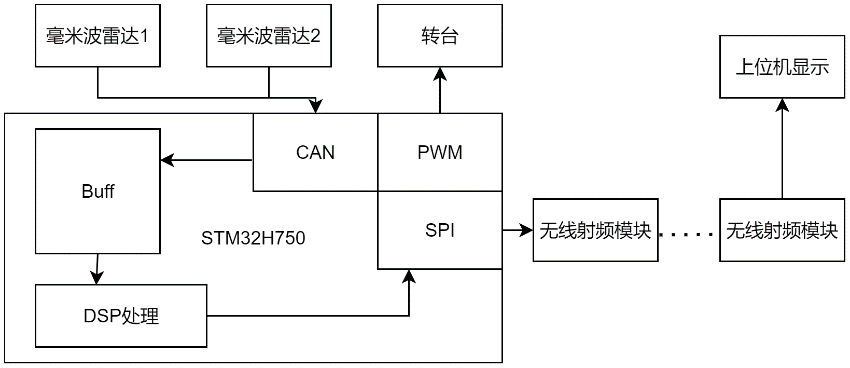 毫米波雷达1
毫米波雷达2
转台
上位机显示
CAN
PWM
Buff
STM32H750
SPI
无线射频模块
无线射频模块
DSP处理